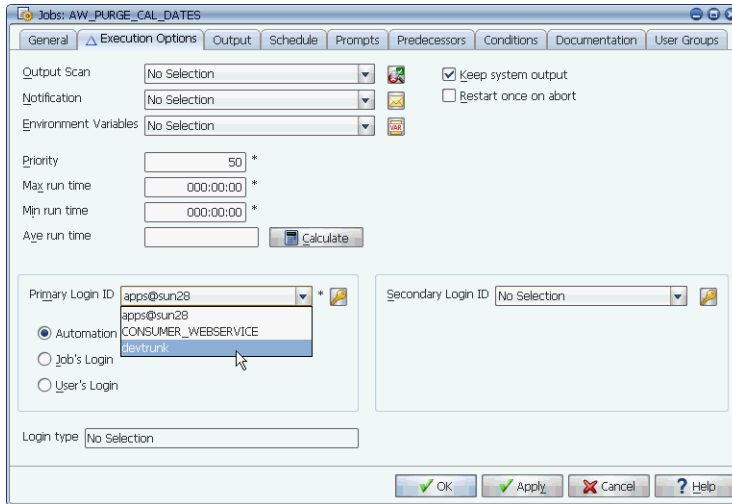 Jobs: AW_PURGE_CAL_DATES
General Execution Options Output Schedule Prompts Predecessors Conditions Documentation User Groups
Output Scan No Selection Keep system output
Notification No Selection Restart once on abort
Environment Variables No Selection VAR
Priority 50 *
Max run time 000:00:00 *
Min run time 000:00:00 *
Ave run time Calculate
Primary Login ID apps@sun28 * Secondary Login ID No Selection
apps@sun28
Automation CONSUMER_WEBSERVICE
devtrunk
Job's Login
User's Login
Login type No Selection
OK Apply Cancel ? Help